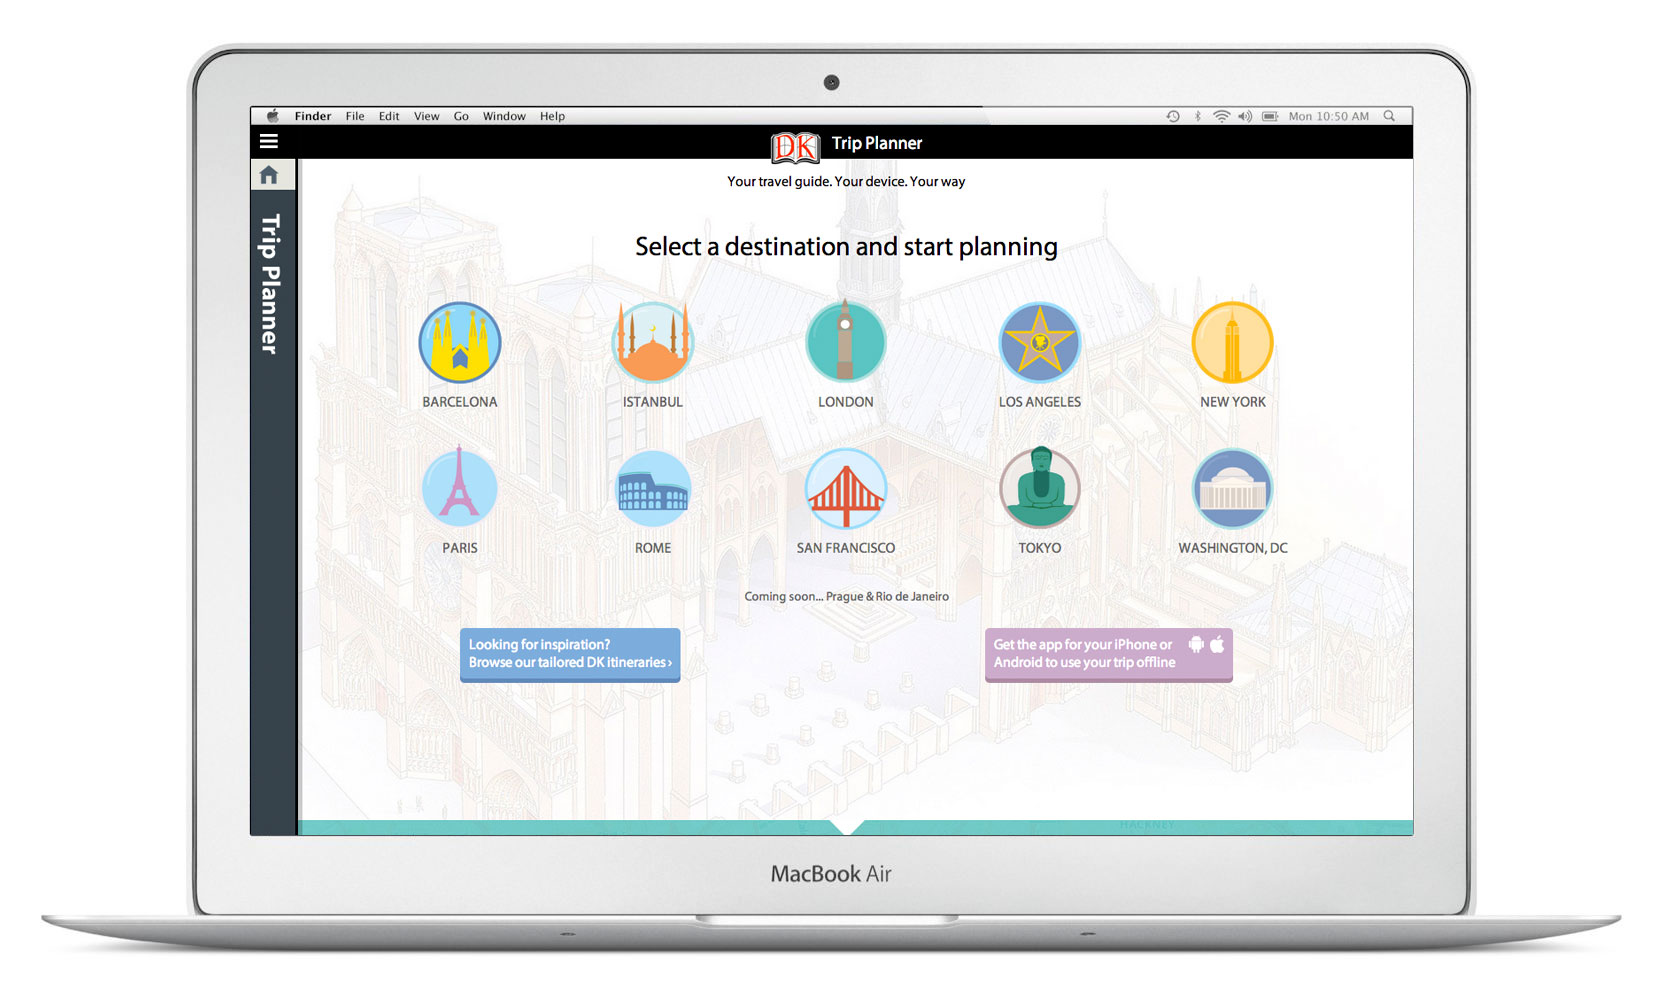 Finder File Edit View Go Window Help Mon 10:50 AM
DK Trip Planner
Your travel guide. Your device. Your way
Trip Planner
Select a destination and start planning
BARCELONA ISTANBUL LONDON LOS ANGELES NEW YORK
PARIS ROME SAN FRANCISCO TOKYO WASHINGTON, DC
Coming soon... Prague & Rio de Janeiro
Looking for inspiration?
Browse our tailored DK itineraries ›
Get the app for your iPhone or
Android to use your trip offline
HACKNEY
MacBook Air